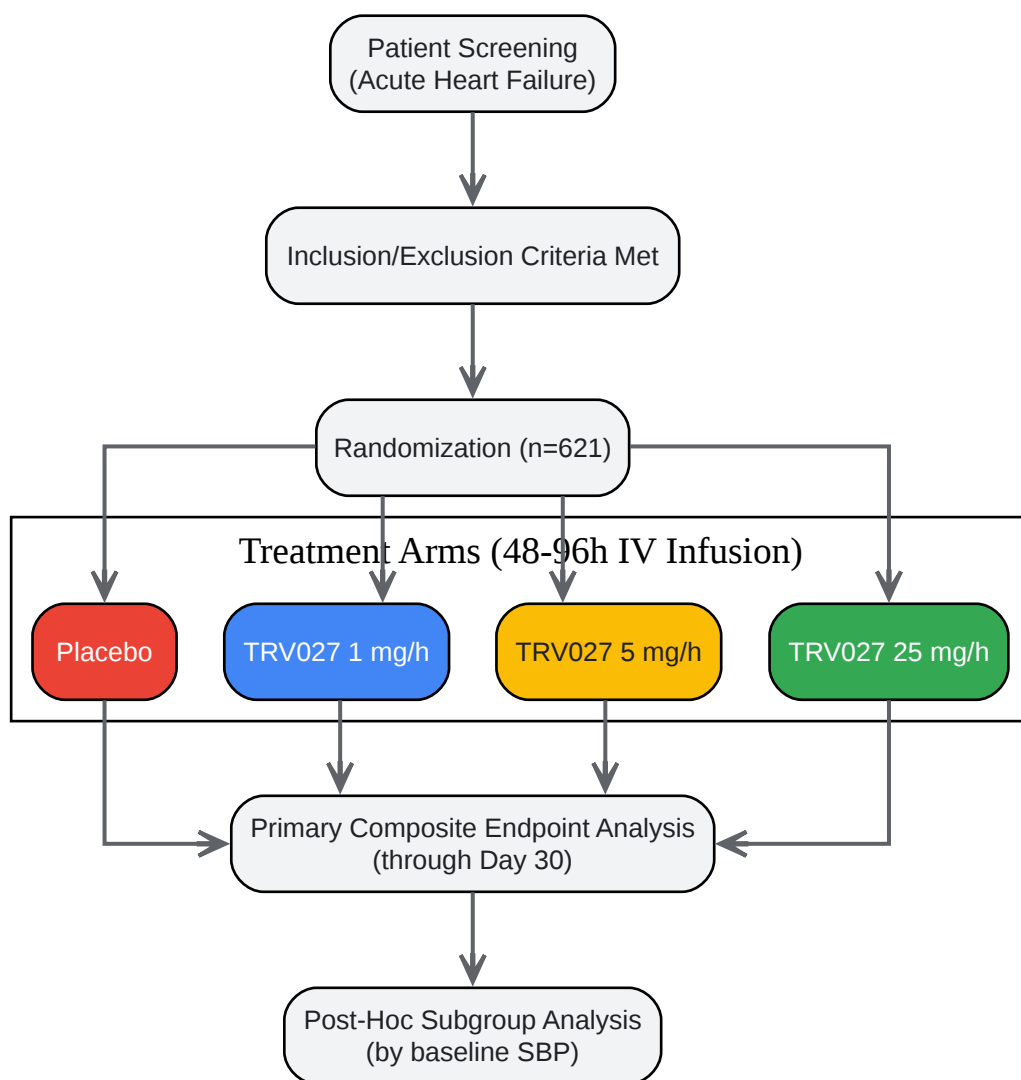 Patient Screening
(Acute Heart Failure)
Inclusion/Exclusion Criteria Met
Randomization (n=621)
Treatment Arms (48-96h IV Infusion)
Placebo
TRV027 1 mg/h
TRV027 5 mg/h
TRV027 25 mg/h
Primary Composite Endpoint Analysis
(through Day 30)
Post-Hoc Subgroup Analysis
(by baseline SBP)